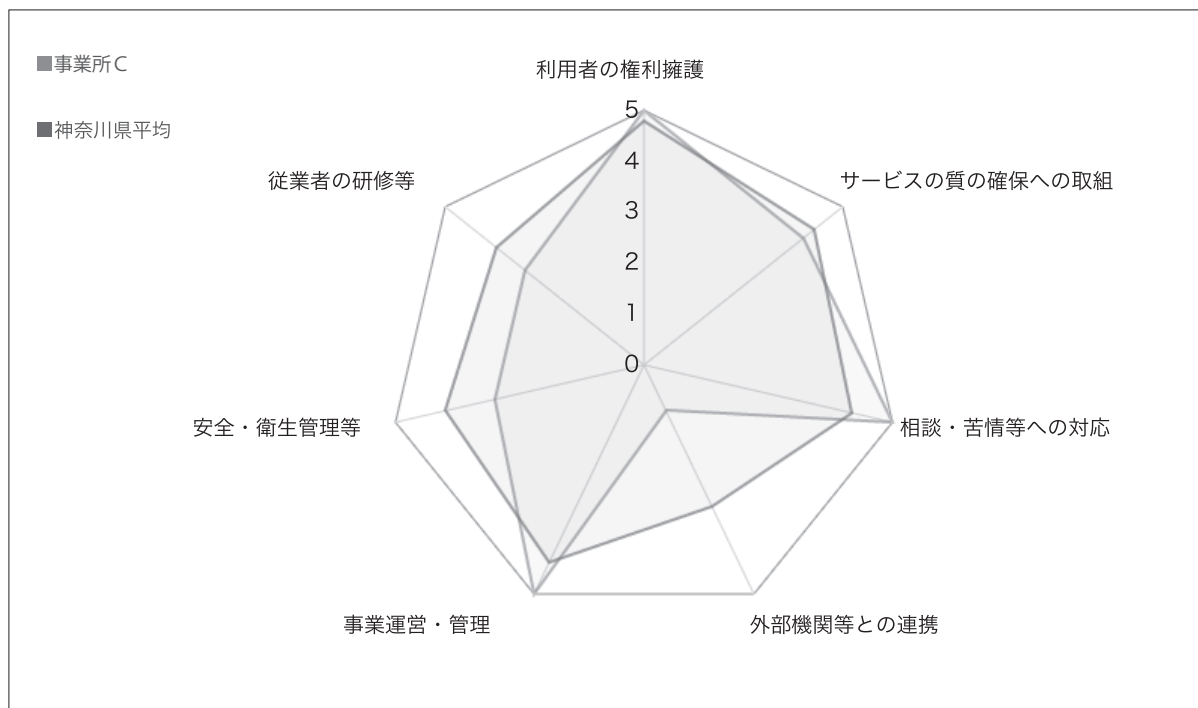 ■事業所C
■神奈川県平均
利用者の権利擁護
サービスの質の確保への取組
相談・苦情等への対応
外部機関等との連携
事業運営・管理
安全・衛生管理等
従業者の研修等
5
4
3
2
1
0